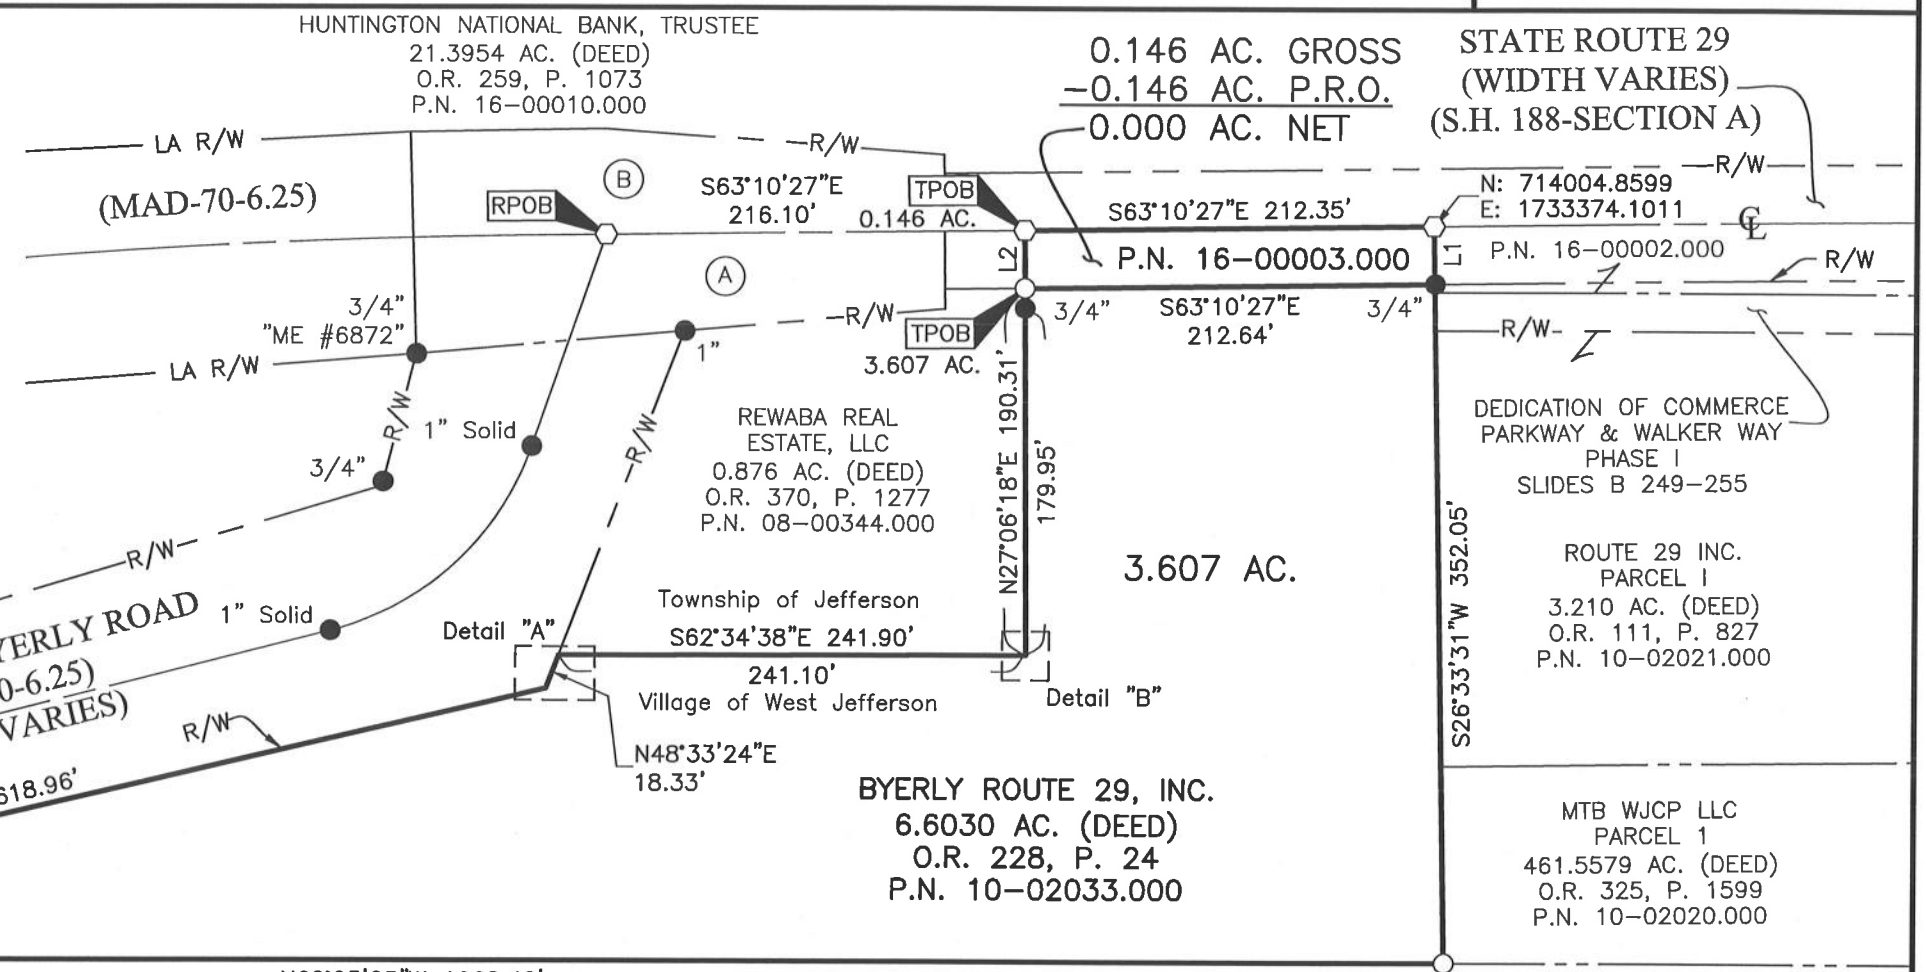 HUNTINGTON NATIONAL BANK, TRUSTEE
21.3954 AC. (DEED)
O.R. 259, P. 1073
P.N. 16-00010.000
0.146 AC. GROSS
-0.146 AC. P.R.O.
0.000 AC. NET
STATE ROUTE 29
(WIDTH VARIES)
(S.H. 188-SECTION A)
LA R/W
R/W
R/W
(MAD-70-6.25)
RPOB
B
S63°10'27"E
216.10'
TPOB
0.146 AC.
S63°10'27"E 212.35'
N: 714004.8599
E: 1733374.1011
℄
A
L2
P.N. 16-00003.000
L1
P.N. 16-00002.000
R/W
3/4"
"ME #6872"
LA R/W
1"
R/W
TPOB
3.607 AC.
3/4"
S63°10'27"E
212.64'
3/4"
R/W
R/W
1" Solid
3/4"
R/W
REWABA REAL
ESTATE, LLC
0.876 AC. (DEED)
O.R. 370, P. 1277
P.N. 08-00344.000
N27°06'18"E 190.31'
179.95'
DEDICATION OF COMMERCE
PARKWAY & WALKER WAY
PHASE I
SLIDES B 249-255
R/W
3.607 AC.
S26°33'31"W 352.05'
ROUTE 29 INC.
PARCEL I
3.210 AC. (DEED)
O.R. 111, P. 827
P.N. 10-02021.000
YERLY ROAD
0-6.25)
VARIES)
1" Solid
Detail "A"
Township of Jefferson
S62°34'38"E 241.90'
241.10'
Village of West Jefferson
Detail "B"
R/W
N48°33'24"E
18.33'
618.96'
BYERLY ROUTE 29, INC.
6.6030 AC. (DEED)
O.R. 228, P. 24
P.N. 10-02033.000
MTB WJCP LLC
PARCEL 1
461.5579 AC. (DEED)
O.R. 325, P. 1599
P.N. 10-02020.000